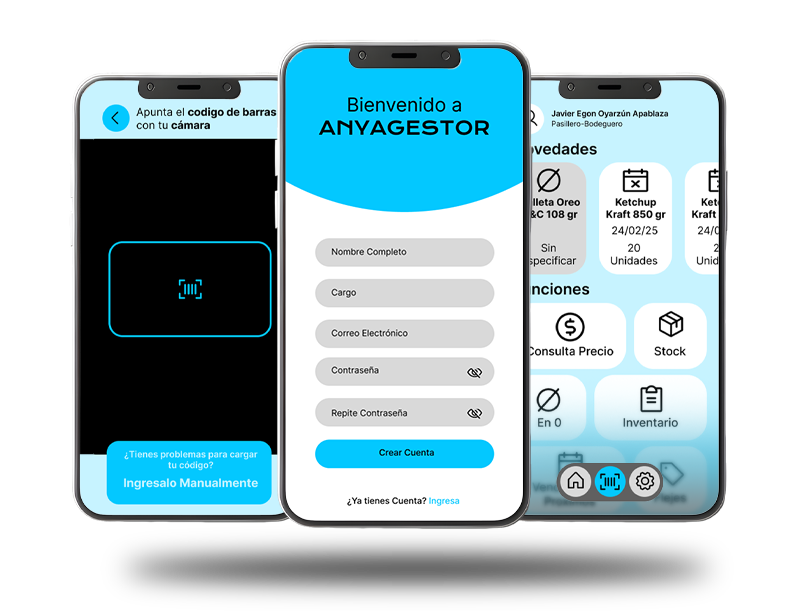 Apunta el codigo de barras
con tu cámara
¿Tienes problemas para cargar
tu código?
Ingresalo Manualmente
Bienvenido a
ANYAGESTOR
Nombre Completo
Cargo
Correo Electrónico
Contraseña
Repite Contraseña
Crear Cuenta
¿Ya tienes Cuenta? Ingresa
Javier Egon Oyarzún Apablaza
Pasillero-Bodeguero
ovedades
lleta Oreo
&C 108 gr
Sin
specificar
Ketchup
Kraft 850 gr
24/02/25
20
Unidades
Ket
Kraft
24/0
2
Unid
nciones
Consulta Precio
Stock
En 0
Inventario